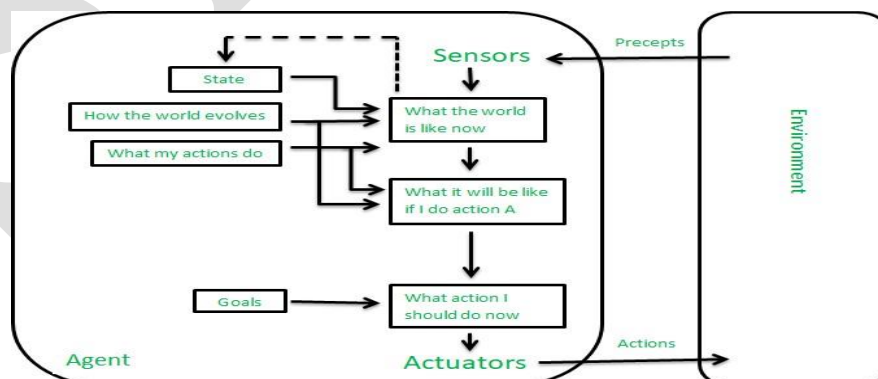 Sensors
Precepts
State
How the world evolves
What the world
is like now
What my actions do
What it will be like
if I do action A
Environment
Goals
What action I
should do now
Agent
Actuators
Actions